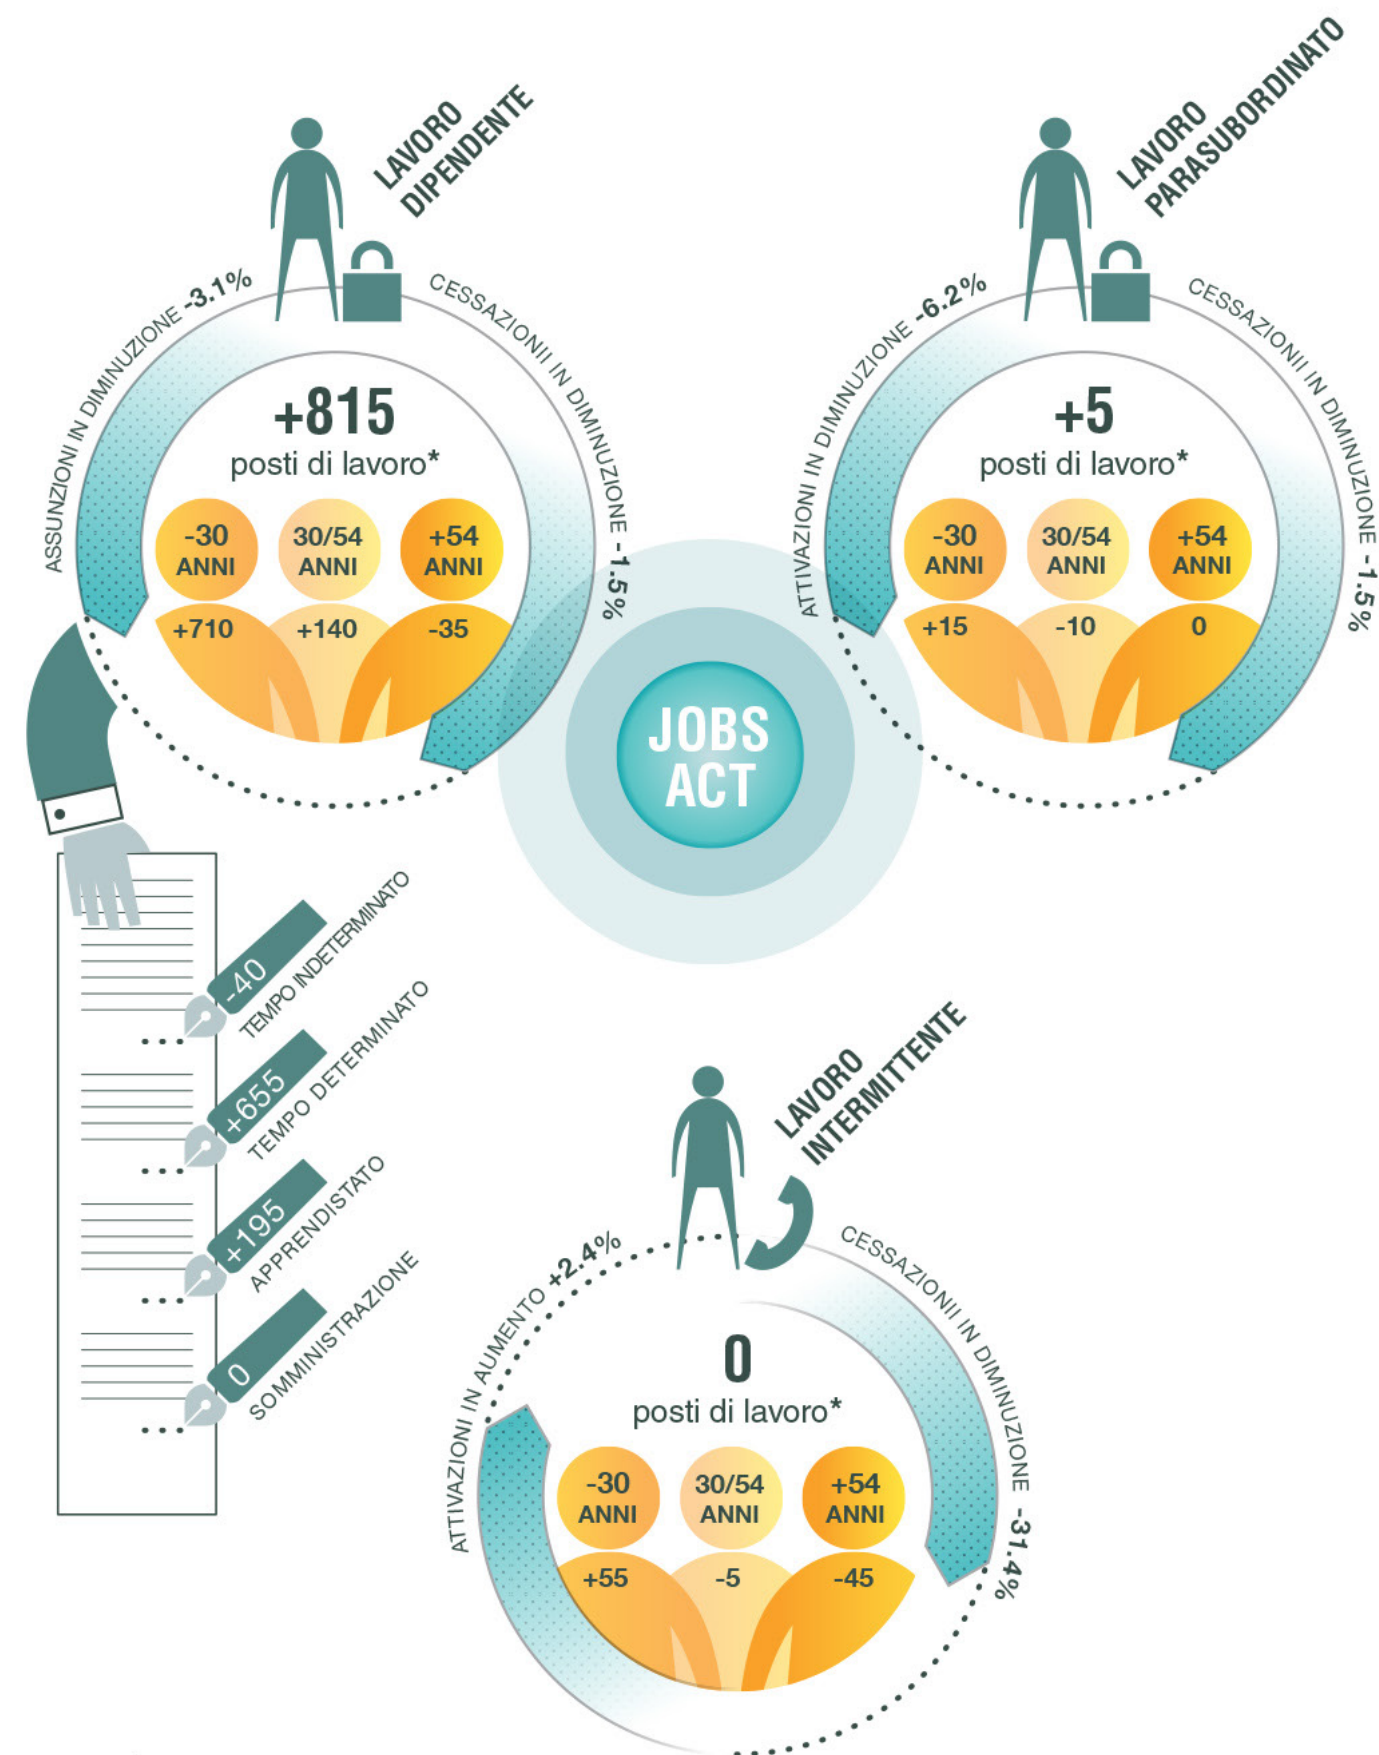 LAVORO
DIPENDENTE
ASSUNZIONI IN DIMINUZIONE -3.1%
CESSAZIONII IN DIMINUZIONE -1.5%
+815
posti di lavoro*
-30
ANNI
30/54
ANNI
+54
ANNI
+710
+140
-35
LAVORO
PARASUBORDINATO
ATTIVAZIONI IN DIMINUZIONE -6.2%
CESSAZIONII IN DIMINUZIONE -1.5%
+5
posti di lavoro*
-30
ANNI
30/54
ANNI
+54
ANNI
+15
-10
0
JOBS
ACT
-40
TEMPO INDETERMINATO
+655
TEMPO DETERMINATO
+195
APPRENDISTATO
0
SOMMINISTRAZIONE
LAVORO
INTERMITTENTE
ATTIVAZIONI IN AUMENTO +2.4%
CESSAZIONII IN DIMINUZIONE -31.4%
0
posti di lavoro*
-30
ANNI
30/54
ANNI
+54
ANNI
+55
-5
-45